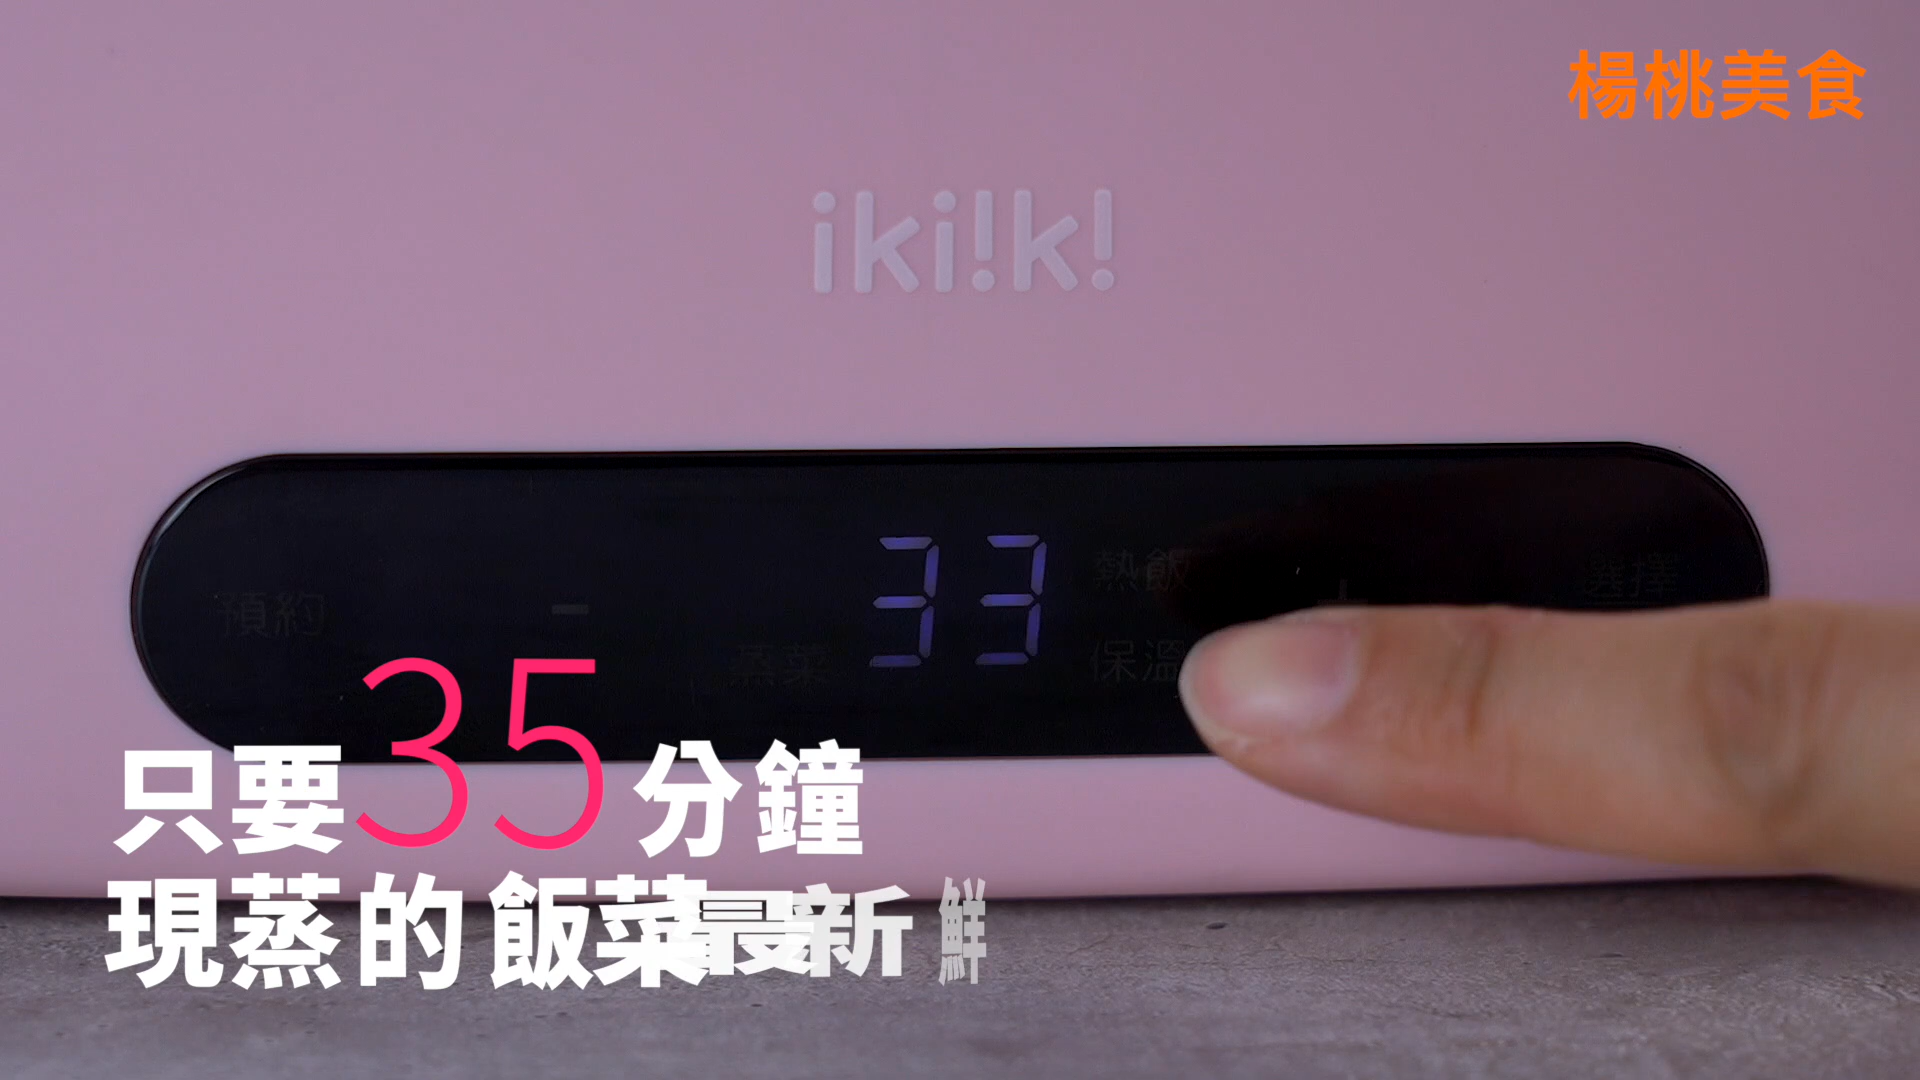 楊桃美食
iki!k!
33
熱飯
選擇
預約
-
+
蒸菜
保溫
只要35分鐘
現蒸的飯菜最新鮮